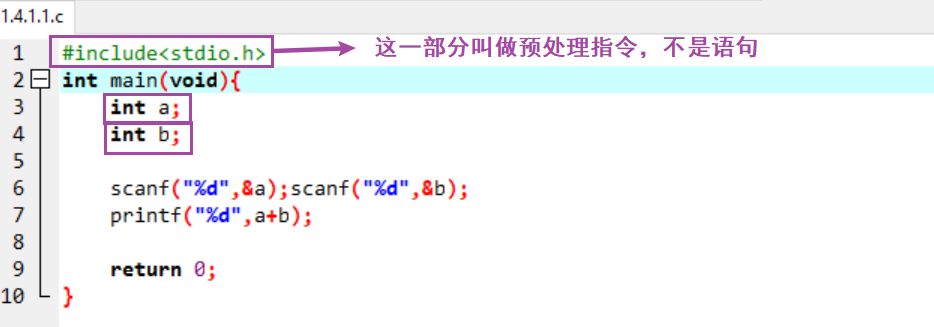 1.4.1.1.c
1 #include<stdio.h> 这一部分叫做预处理指令，不是语句
2 int main(void){
3 int a;
4 int b;
5
6 scanf("%d",&a);scanf("%d",&b);
7 printf("%d",a+b);
8
9 return 0;
10 }